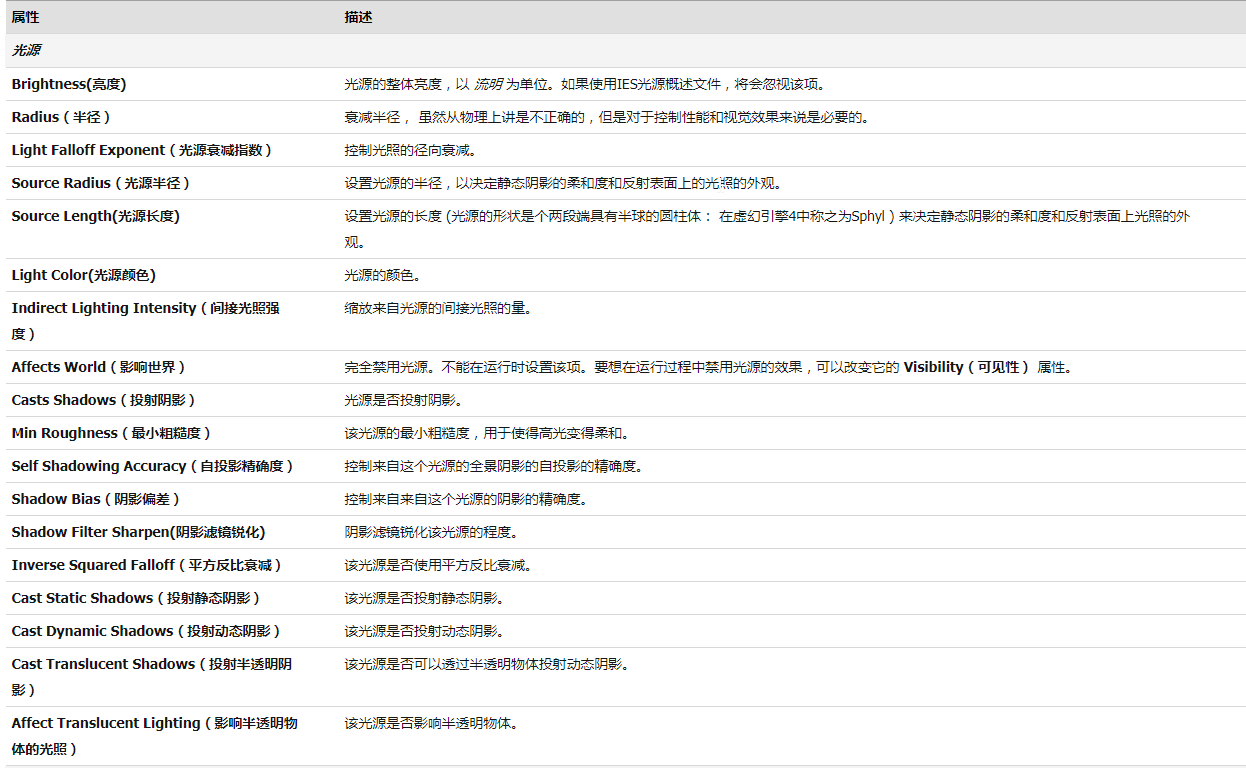 属性 描述
光源
Brightness(亮度) 光源的整体亮度，以 流明 为单位。如果使用IES光源概述文件，将会忽视该项。
Radius（半径） 衰减半径， 虽然从物理上讲是不正确的，但是对于控制性能和视觉效果来说是必要的。
Light Falloff Exponent（光源衰减指数） 控制光照的径向衰减。
Source Radius（光源半径） 设置光源的半径，以决定静态阴影的柔和度和反射表面上的光照的外观。
Source Length(光源长度) 设置光源的长度 (光源的形状是个两段端具有半球的圆柱体： 在虚幻引擎4中称之为Sphyl）来决定静态阴影的柔和度和反射表面上光照的外
观。
Light Color(光源颜色) 光源的颜色。
Indirect Lighting Intensity（间接光照强 缩放来自光源的间接光照的量。
度）
Affects World（影响世界） 完全禁用光源。不能在运行时设置该项。要想在运行过程中禁用光源的效果，可以改变它的 Visibility（可见性） 属性。
Casts Shadows（投射阴影） 光源是否投射阴影。
Min Roughness（最小粗糙度） 该光源的最小粗糙度，用于使得高光变得柔和。
Self Shadowing Accuracy（自投影精确度） 控制来自这个光源的全景阴影的自投影的精确度。
Shadow Bias（阴影偏差） 控制来自来自这个光源的阴影的精确度。
Shadow Filter Sharpen(阴影滤镜锐化) 阴影滤镜锐化该光源的程度。
Inverse Squared Falloff（平方反比衰减） 该光源是否使用平方反比衰减。
Cast Static Shadows（投射静态阴影） 该光源是否投射静态阴影。
Cast Dynamic Shadows（投射动态阴影） 该光源是否投射动态阴影。
Cast Translucent Shadows（投射半透明阴 该光源是否可以透过半透明物体投射动态阴影。
影）
Affect Translucent Lighting（影响半透明物 该光源是否影响半透明物体。
体的光照）